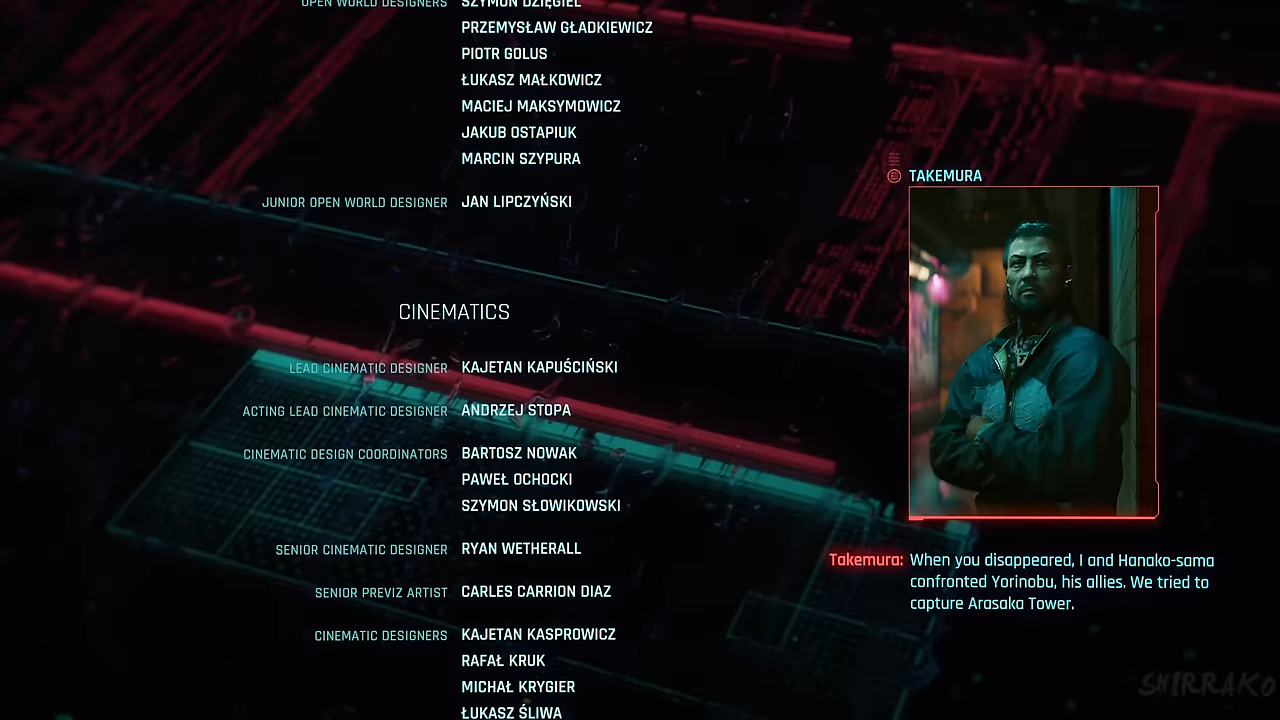 OPEN WORLD DESIGNERS SZYMON DZIĘGIEL
PRZEMYSŁAW GŁADKIEWICZ
PIOTR GOLUS
ŁUKASZ MAŁKOWICZ
MACIEJ MAKSYMOWICZ
JAKUB OSTAPIUK
MARCIN SZYPURA
JUNIOR OPEN WORLD DESIGNER JAN LIPCZYŃSKI
CINEMATICS
LEAD CINEMATIC DESIGNER KAJETAN KAPUŚCIŃSKI
ACTING LEAD CINEMATIC DESIGNER ANDRZEJ STOPA
CINEMATIC DESIGN COORDINATORS BARTOSZ NOWAK
PAWEŁ OCHOCKI
SZYMON SŁOWIKOWSKI
SENIOR CINEMATIC DESIGNER RYAN WETHERALL
SENIOR PREVIZ ARTIST CARLES CARRION DIAZ
CINEMATIC DESIGNERS KAJETAN KASPROWICZ
RAFAŁ KRUK
MICHAŁ KRYGIER
ŁUKASZ ŚLIWA
TAKEMURA
Takemura: When you disappeared, I and Hanako-sama
confronted Yorinobu, his allies. We tried to
capture Arasaka Tower.
SHIRRAKO